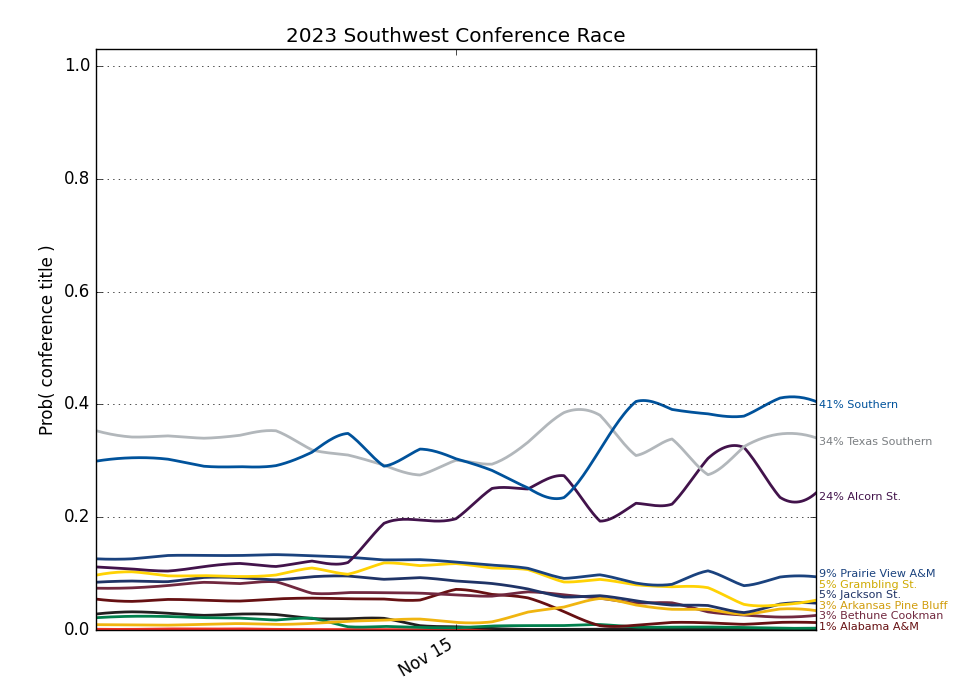 2023 Southwest Conference Race
Prob( conference title )
1.0
0.8
0.6
0.4
0.2
0.0
Nov 15
41% Southern
34% Texas Southern
24% Alcorn St.
9% Prairie View A&M
5% Grambling St.
5% Jackson St.
3% Arkansas Pine Bluff
3% Bethune Cookman
1% Alabama A&M